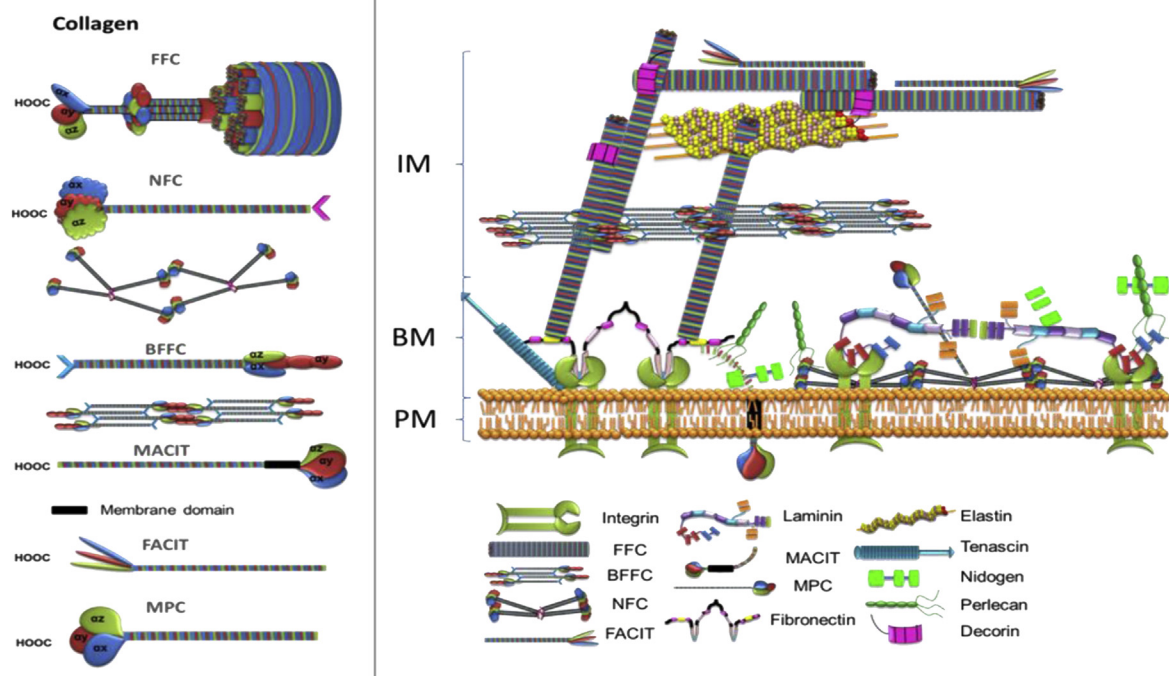 Collagen
FFC
HOOC
αx
αy
αz
NFC
HOOC
αx
αy
αz
BFFC
HOOC
αz
αx
αy
MACIT
HOOC
αz
αy
αx
Membrane domain
FACIT
HOOC
MPC
HOOC
αz
αy
αx
IM
BM
PM
Integrin
FFC
BFFC
NFC
FACIT
Laminin
MACIT
MPC
Fibronectin
Elastin
Tenascin
Nidogen
Perlecan
Decorin